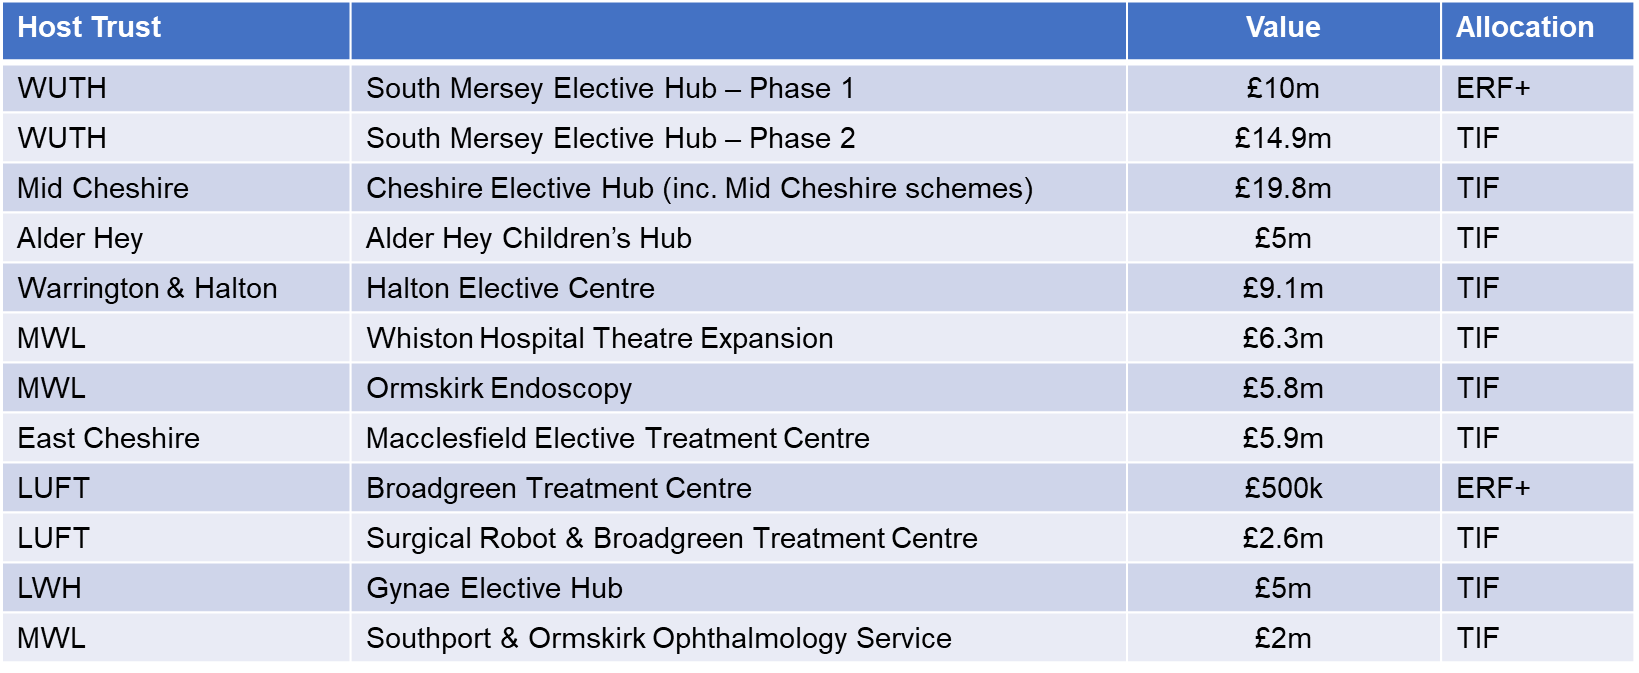 Host Trust Value Allocation
WUTH South Mersey Elective Hub – Phase 1 £10m ERF+
WUTH South Mersey Elective Hub – Phase 2 £14.9m TIF
Mid Cheshire Cheshire Elective Hub (inc. Mid Cheshire schemes) £19.8m TIF
Alder Hey Alder Hey Children’s Hub £5m TIF
Warrington & Halton Halton Elective Centre £9.1m TIF
MWL Whiston Hospital Theatre Expansion £6.3m TIF
MWL Ormskirk Endoscopy £5.8m TIF
East Cheshire Macclesfield Elective Treatment Centre £5.9m TIF
LUFT Broadgreen Treatment Centre £500k ERF+
LUFT Surgical Robot & Broadgreen Treatment Centre £2.6m TIF
LWH Gynae Elective Hub £5m TIF
MWL Southport & Ormskirk Ophthalmology Service £2m TIF